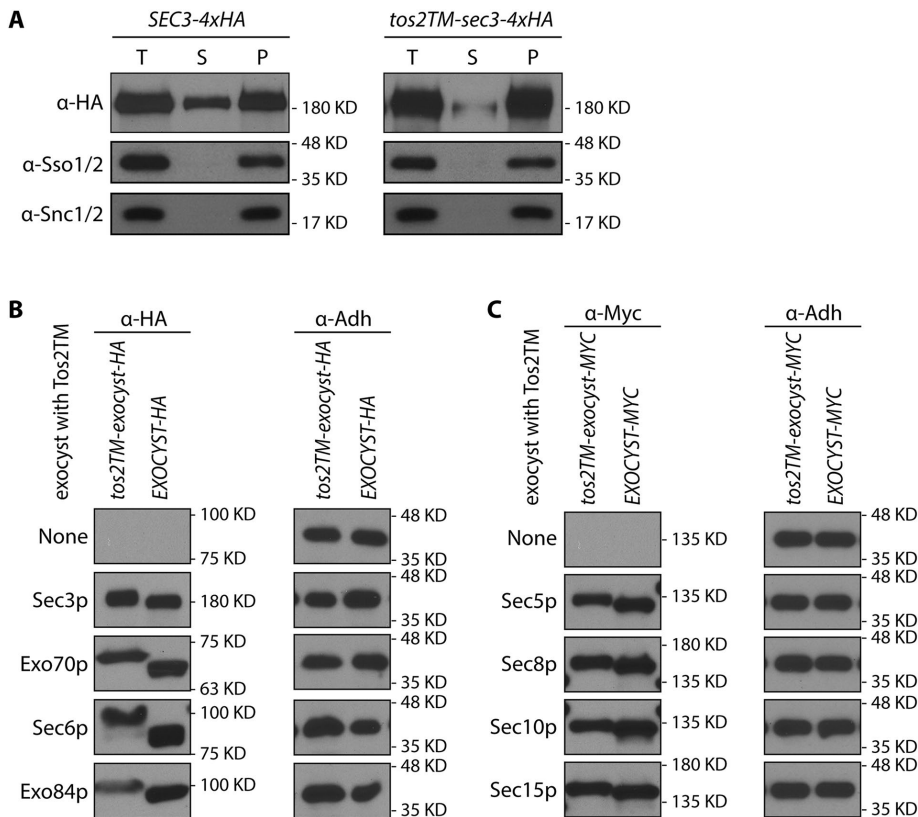 A
SEC3-4xHA tos2TM-sec3-4xHA
T S P T S P
α-HA - 180 KD - 180 KD
- 48 KD - 48 KD
α-Sso1/2
- 35 KD - 35 KD
α-Snc1/2 - 17 KD - 17 KD
B
exocyst with Tos2TM
α-HA α-Adh
tos2TM-exocyst-HA
EXOCYST-HA
tos2TM-exocyst-HA
EXOCYST-HA
- 100 KD - 48 KD
None
- 75 KD - 35 KD
- 48 KD
Sec3p - 180 KD
- 35 KD
- 75 KD - 48 KD
Exo70p
- 63 KD - 35 KD
- 100 KD - 48 KD
Sec6p
- 75 KD - 35 KD
- 48 KD
Exo84p - 100 KD
- 35 KD
C
exocyst with Tos2TM
α-Myc α-Adh
tos2TM-exocyst-MYC
EXOCYST-MYC
tos2TM-exocyst-MYC
EXOCYST-MYC
- 48 KD
None - 135 KD
- 35 KD
- 48 KD
Sec5p - 135 KD
- 35 KD
- 180 KD - 48 KD
Sec8p
- 135 KD - 35 KD
- 48 KD
Sec10p - 135 KD
- 35 KD
- 180 KD - 48 KD
Sec15p
- 135 KD - 35 KD